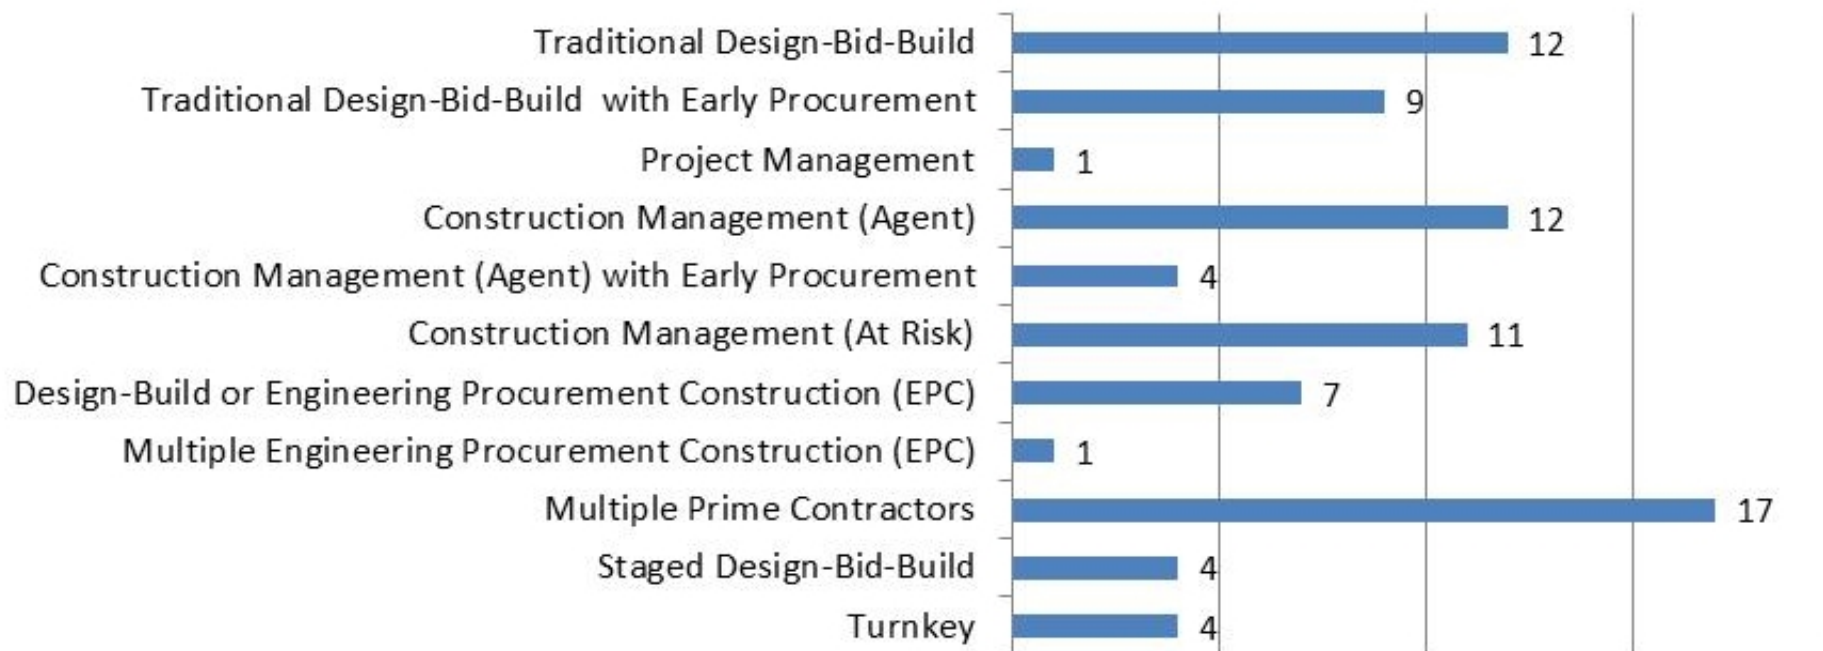 Traditional Design-Bid-Build 12
Traditional Design-Bid-Build with Early Procurement 9
Project Management 1
Construction Management (Agent) 12
Construction Management (Agent) with Early Procurement 4
Construction Management (At Risk) 11
Design-Build or Engineering Procurement Construction (EPC) 7
Multiple Engineering Procurement Construction (EPC) 1
Multiple Prime Contractors 17
Staged Design-Bid-Build 4
Turnkey 4